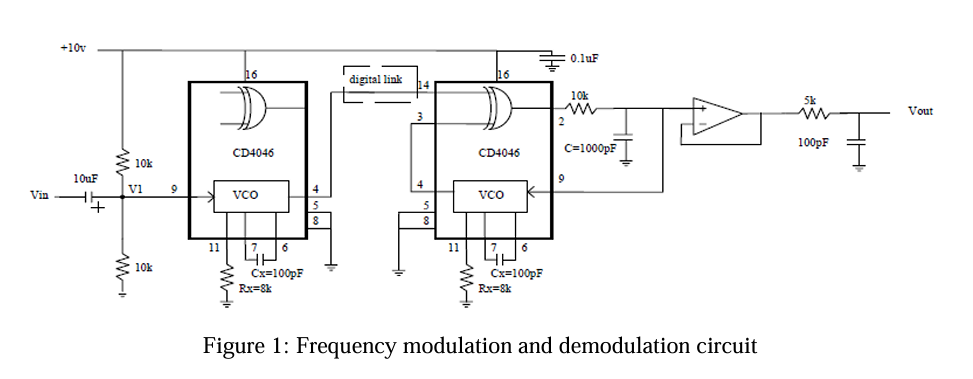 +10v
16
digital link
14
16
0.1uF
3
10k
2
5k
Vout
CD4046
CD4046
C=1000pF
100pF
10k
10uF
Vin
V1
9
VCO
4
5
8
4
5
8
VCO
9
+
+
-
11
7
6
11
7
6
10k
Cx=100pF
Rx=8k
Cx=100pF
Rx=8k
Figure 1: Frequency modulation and demodulation circuit